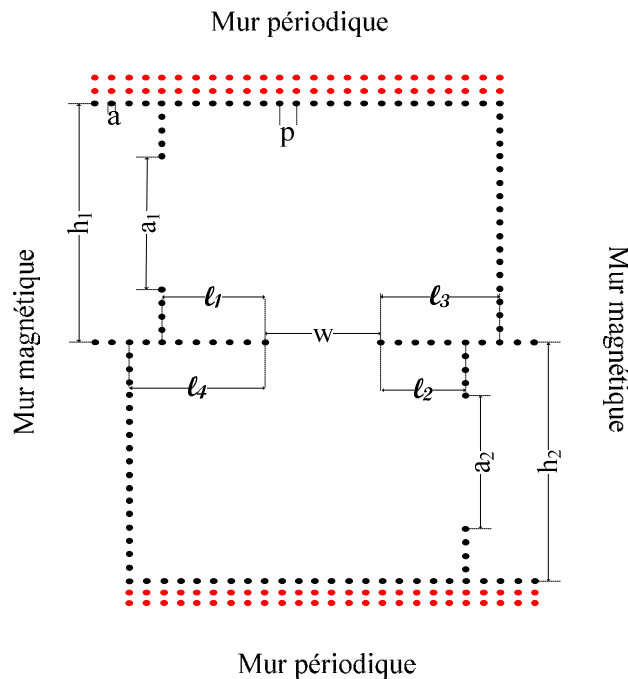 Mur périodique
a
p
h₁
a₁
Mur magnétique
ℓ₁
ℓ₃
w
ℓ₄
ℓ₂
a₂
h₂
Mur magnétique
Mur périodique